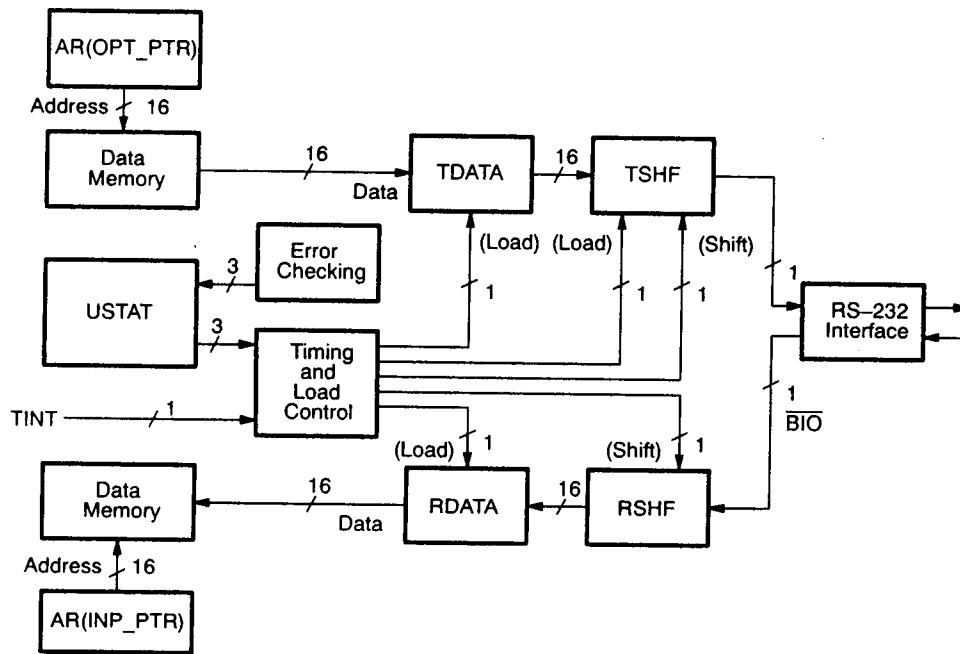 AR(OPT_PTR)
Address 16
Data
Memory
16
Data
TDATA
16
TSHF
(Load)
(Load)
(Shift)
1
1
1
1
Error
Checking
3
USTAT
3
Timing
and
Load
Control
TINT
1
RS-232
Interface
1
BIO
(Load)
1
(Shift)
1
Data
Memory
16
Data
RDATA
16
RSHF
Address 16
AR(INP_PTR)